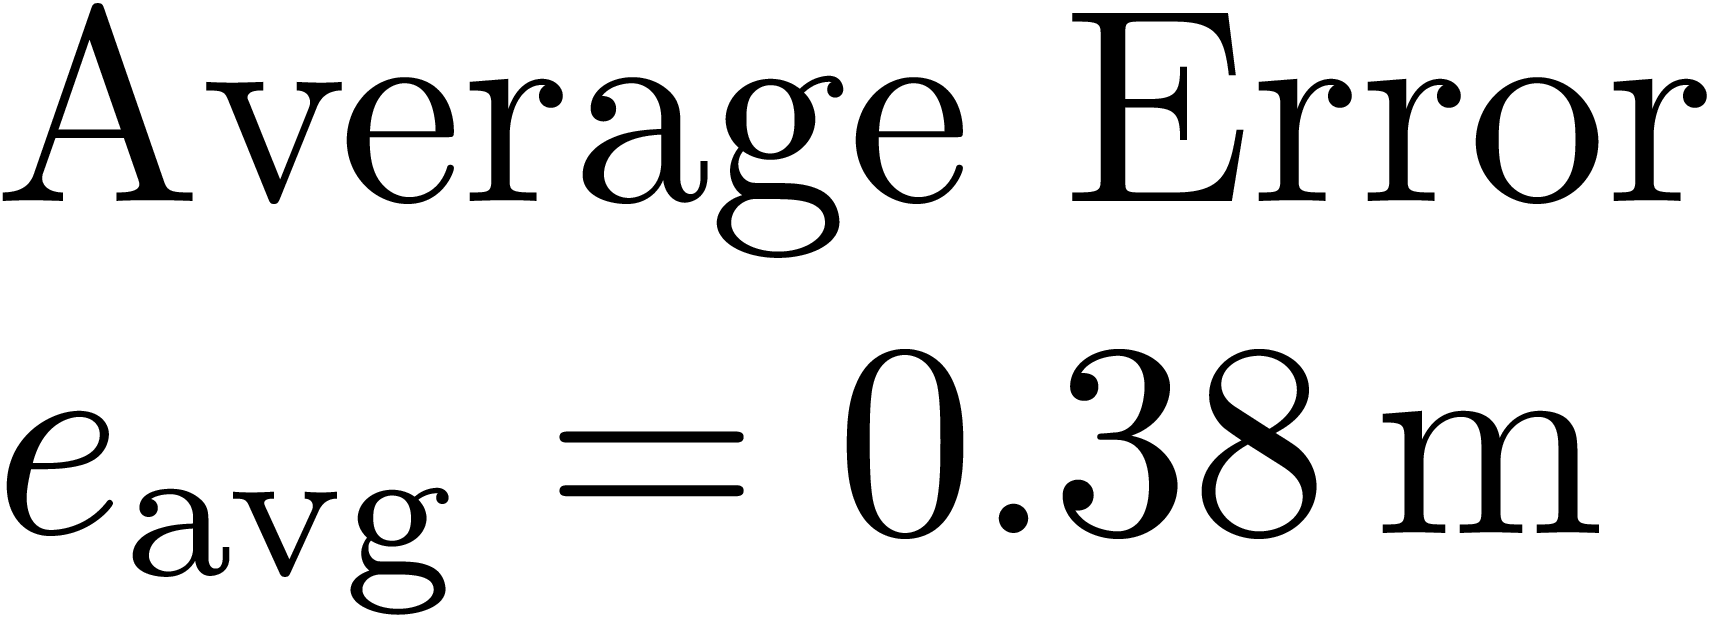 Average Error
e_avg = 0.38 m